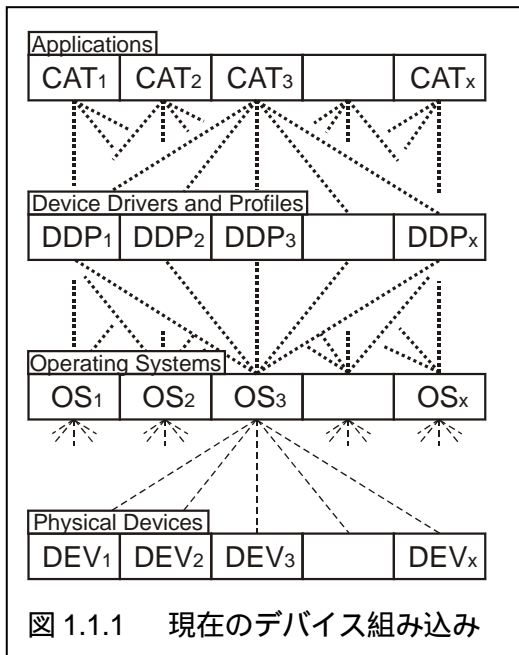 Applications
CAT1 CAT2 CAT3 CATx
Device Drivers and Profiles
DDP1 DDP2 DDP3 DDPx
Operating Systems
OS1 OS2 OS3 OSx
Physical Devices
DEV1 DEV2 DEV3 DEVx
図 1.1.1 現在のデバイス組み込み